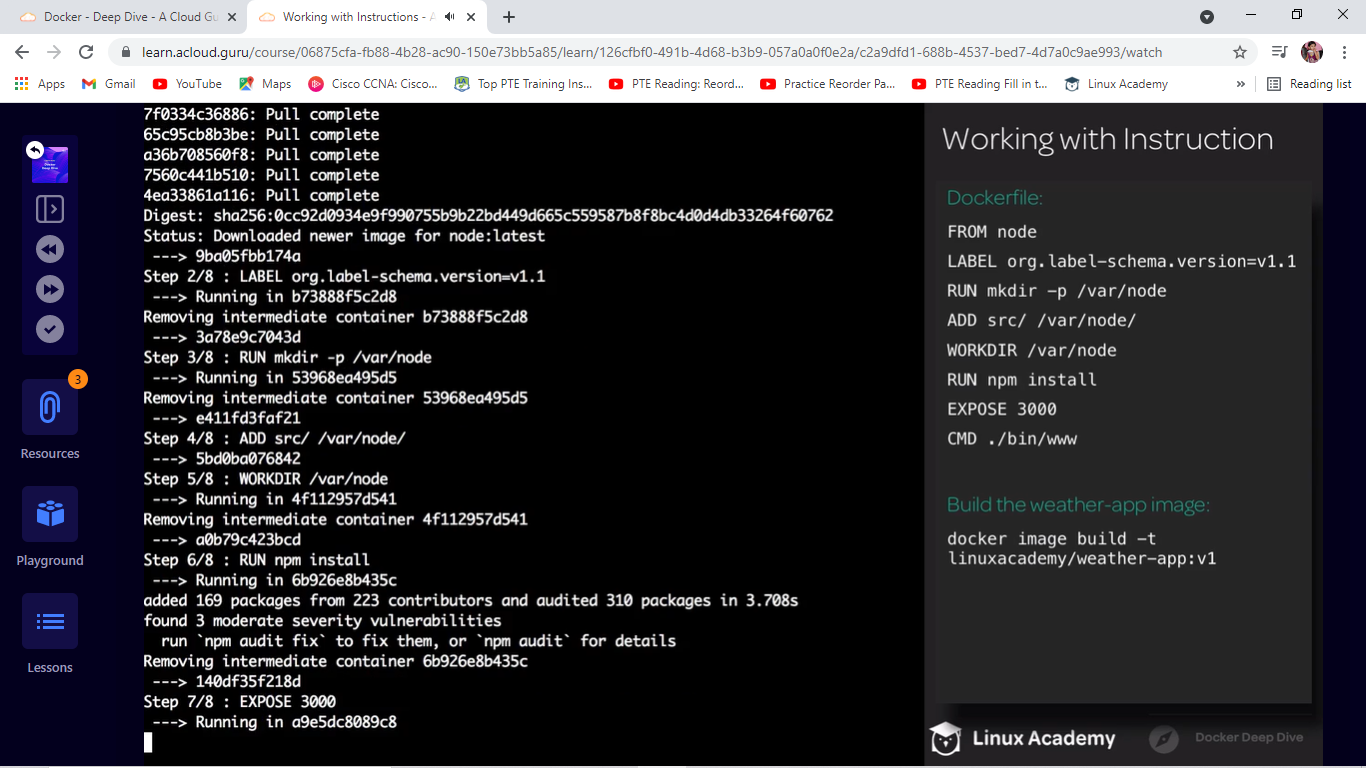 Docker - Deep Dive - A Cloud Gu
Working with Instructions - A
learn.acloud.guru/course/06875cfa-fb88-4b28-ac90-150e73bb5a85/learn/126cfbf0-491b-4d68-b3b9-057a0a0f0e2a/c2a9dfd1-688b-4537-bed7-4d7a0c9ae993/watch
Apps
Gmail
YouTube
Maps
Cisco CCNA: Cisco...
Top PTE Training Ins...
PTE Reading: Reord...
Practice Reorder Pa...
PTE Reading Fill in t...
Linux Academy
»
Reading list
Docker
Deep Dive
3
Resources
Playground
Lessons
7f0334c36886: Pull complete
65c95cb8b3be: Pull complete
a36b708560f8: Pull complete
7560c441b510: Pull complete
4ea33861a116: Pull complete
Digest: sha256:0cc92d0934e9f990755b9b22bd449d665c559587b8f8bc4d0d4db33264f60762
Status: Downloaded newer image for node:latest
---> 9ba05fbb174a
Step 2/8 : LABEL org.label-schema.version=v1.1
---> Running in b73888f5c2d8
Removing intermediate container b73888f5c2d8
---> 3a78e9c7043d
Step 3/8 : RUN mkdir -p /var/node
---> Running in 53968ea495d5
Removing intermediate container 53968ea495d5
---> e411fd3faf21
Step 4/8 : ADD src/ /var/node/
---> 5bd0ba076842
Step 5/8 : WORKDIR /var/node
---> Running in 4f112957d541
Removing intermediate container 4f112957d541
---> a0b79c423bcd
Step 6/8 : RUN npm install
---> Running in 6b926e8b435c
added 169 packages from 223 contributors and audited 310 packages in 3.708s
found 3 moderate severity vulnerabilities
run `npm audit fix` to fix them, or `npm audit` for details
Removing intermediate container 6b926e8b435c
---> 140df35f218d
Step 7/8 : EXPOSE 3000
---> Running in a9e5dc8089c8
Working with Instruction
Dockerfile:
FROM node
LABEL org.label-schema.version=v1.1
RUN mkdir -p /var/node
ADD src/ /var/node/
WORKDIR /var/node
RUN npm install
EXPOSE 3000
CMD ./bin/www
Build the weather-app image:
docker image build -t
linuxacademy/weather-app:v1
Linux Academy
Docker Deep Dive